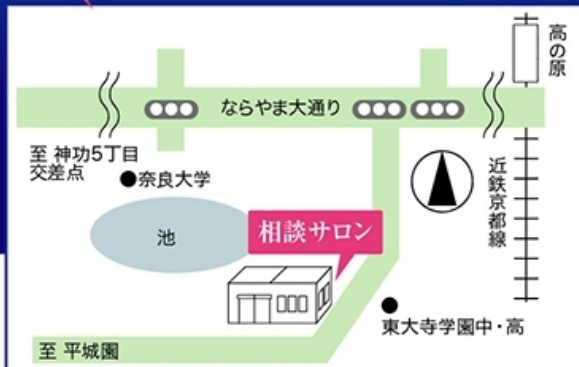 高の原
ならやま大通り
至 神功5丁目
交差点
奈良大学
近鉄京都線
池
相談サロン
東大寺学園中・高
至 平城園